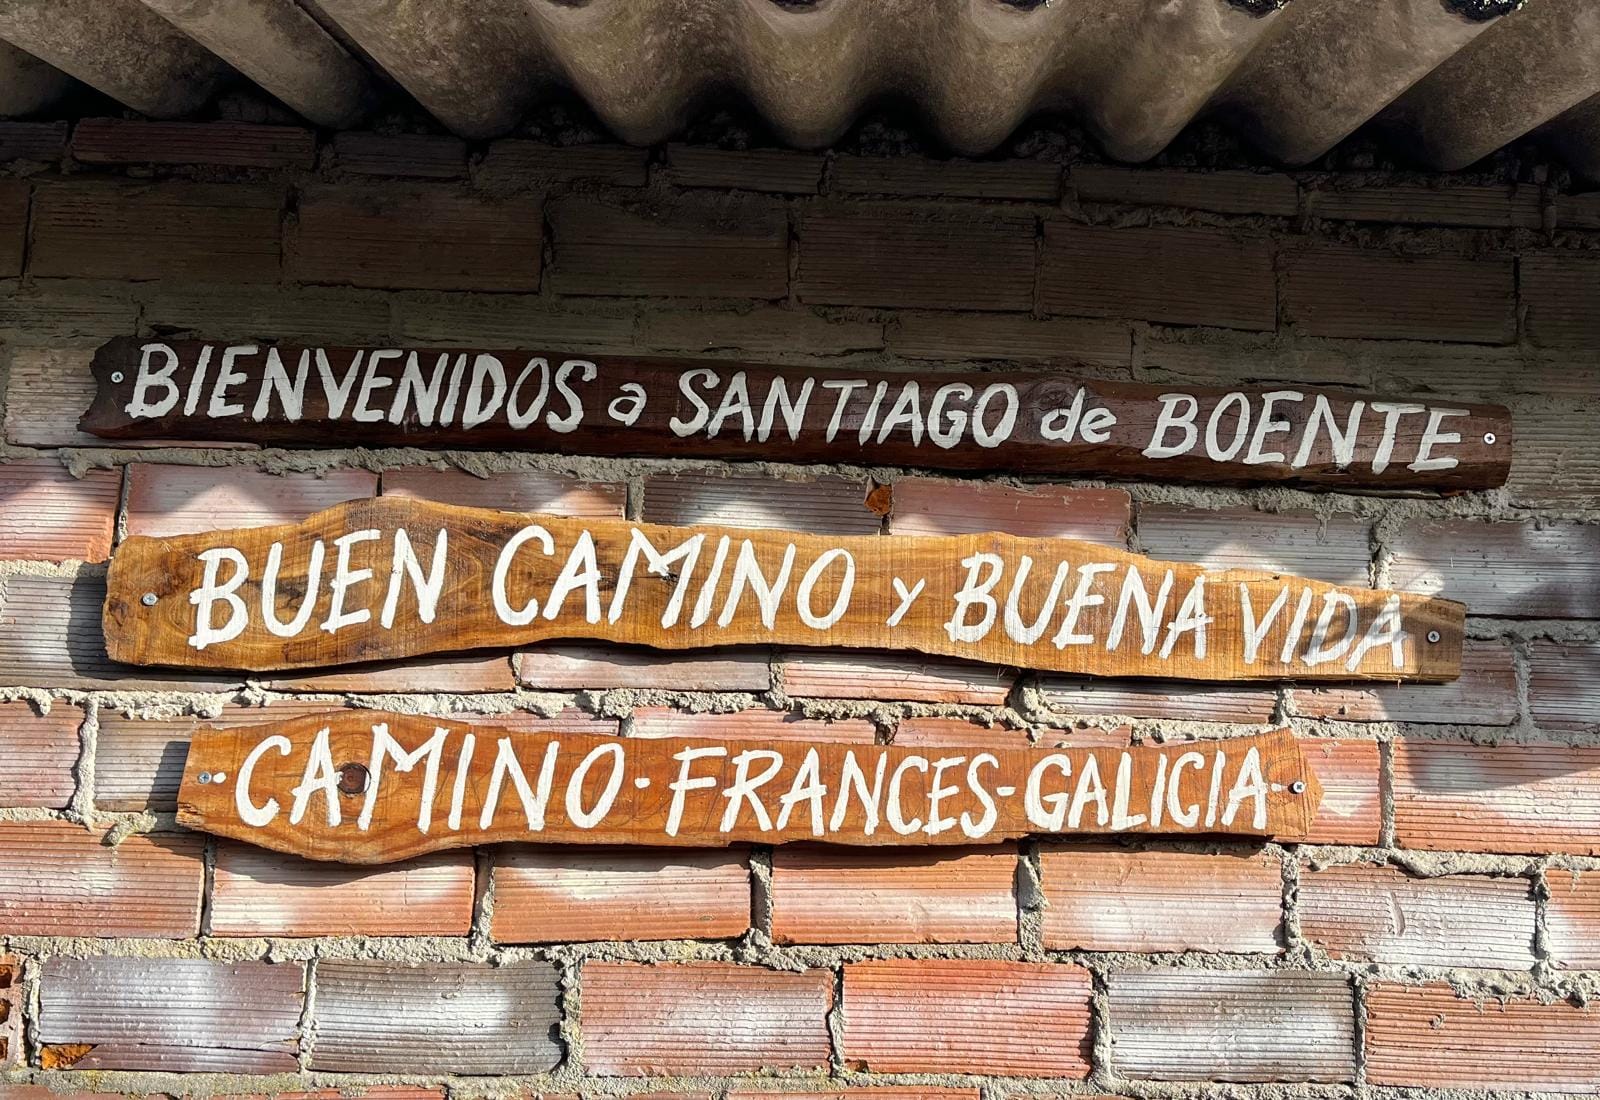 BIENVENIDOS a SANTIAGO de BOENTE
BUEN CAMINO y BUENA VIDA
CAMINO-FRANCES-GALICIA